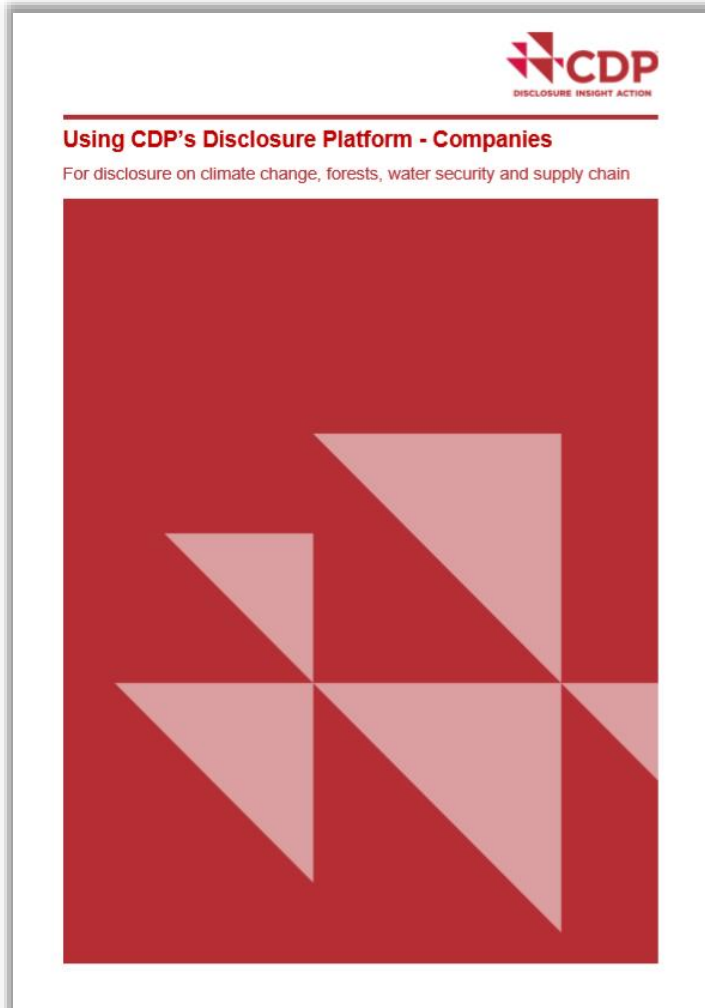 CDP
DISCLOSURE INSIGHT ACTION
Using CDP's Disclosure Platform - Companies
For disclosure on climate change, forests, water security and supply chain